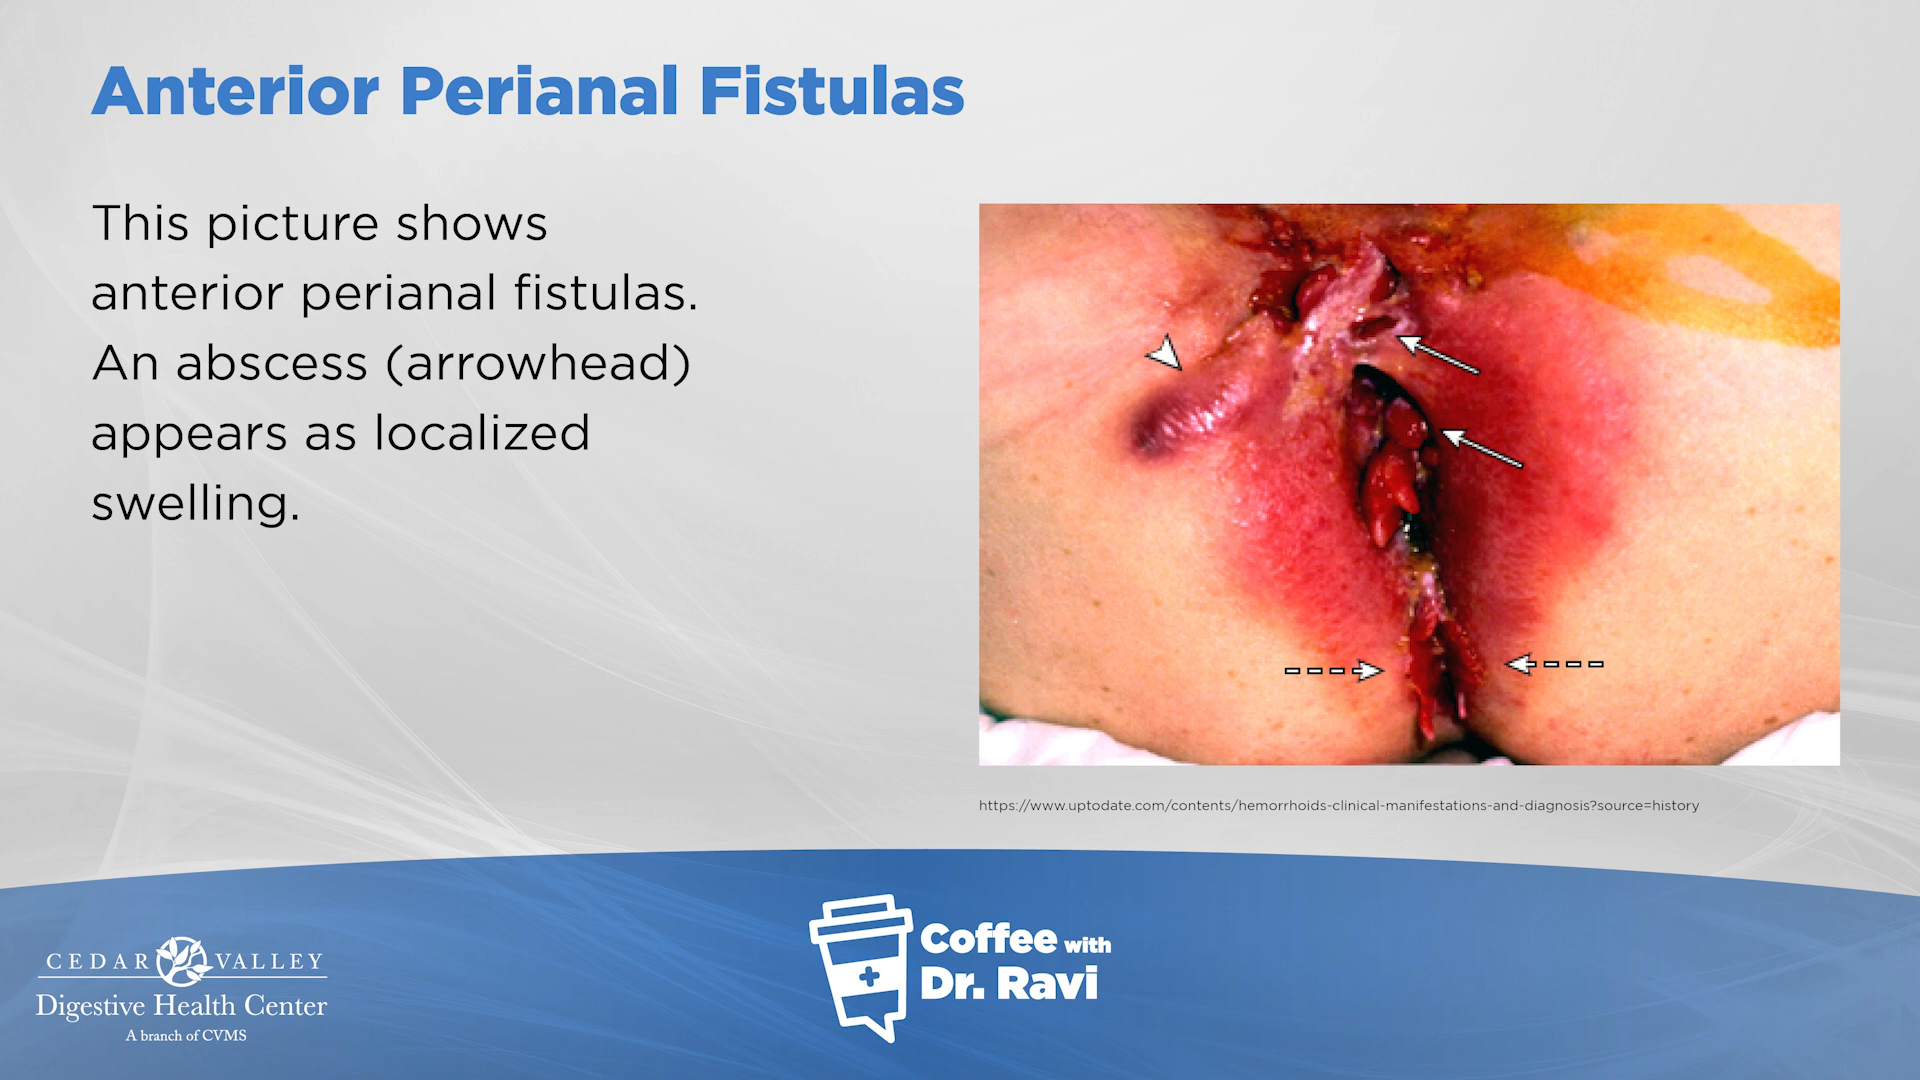 Anterior Perianal Fistulas
This picture shows
anterior perianal fistulas.
An abscess (arrowhead)
appears as localized
swelling.
https://www.uptodate.com/contents/hemorrhoids-clinical-manifestations-and-diagnosis?source=history
CEDAR VALLEY
Digestive Health Center
A branch of CVMS
Coffee with
Dr. Ravi